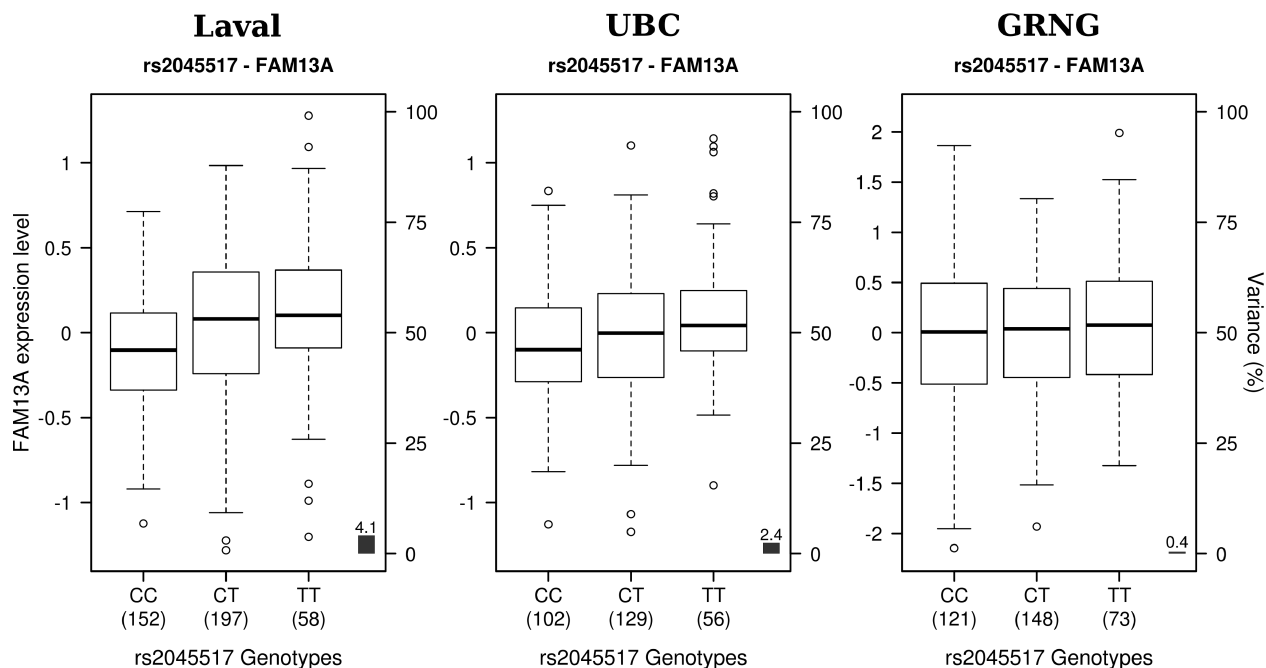 Laval
rs2045517 - FAM13A
FAM13A expression level
1
0.5
0
-0.5
-1
100
75
50
25
0
4.1
CC
CT
TT
(152)
(197)
(58)
rs2045517 Genotypes
UBC
rs2045517 - FAM13A
1
0.5
0
-0.5
-1
100
75
50
25
0
2.4
CC
CT
TT
(102)
(129)
(56)
rs2045517 Genotypes
GRNG
rs2045517 - FAM13A
2
1.5
1
0.5
0
-0.5
-1
-1.5
-2
100
75
50
25
0
Variance (%)
0.4
CC
CT
TT
(121)
(148)
(73)
rs2045517 Genotypes